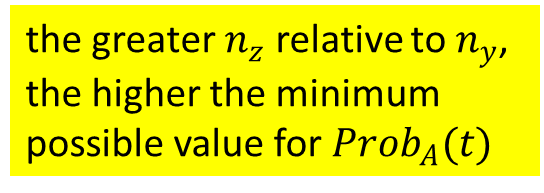 the greater n_z relative to n_y,
the higher the minimum
possible value for Prob_A(t)